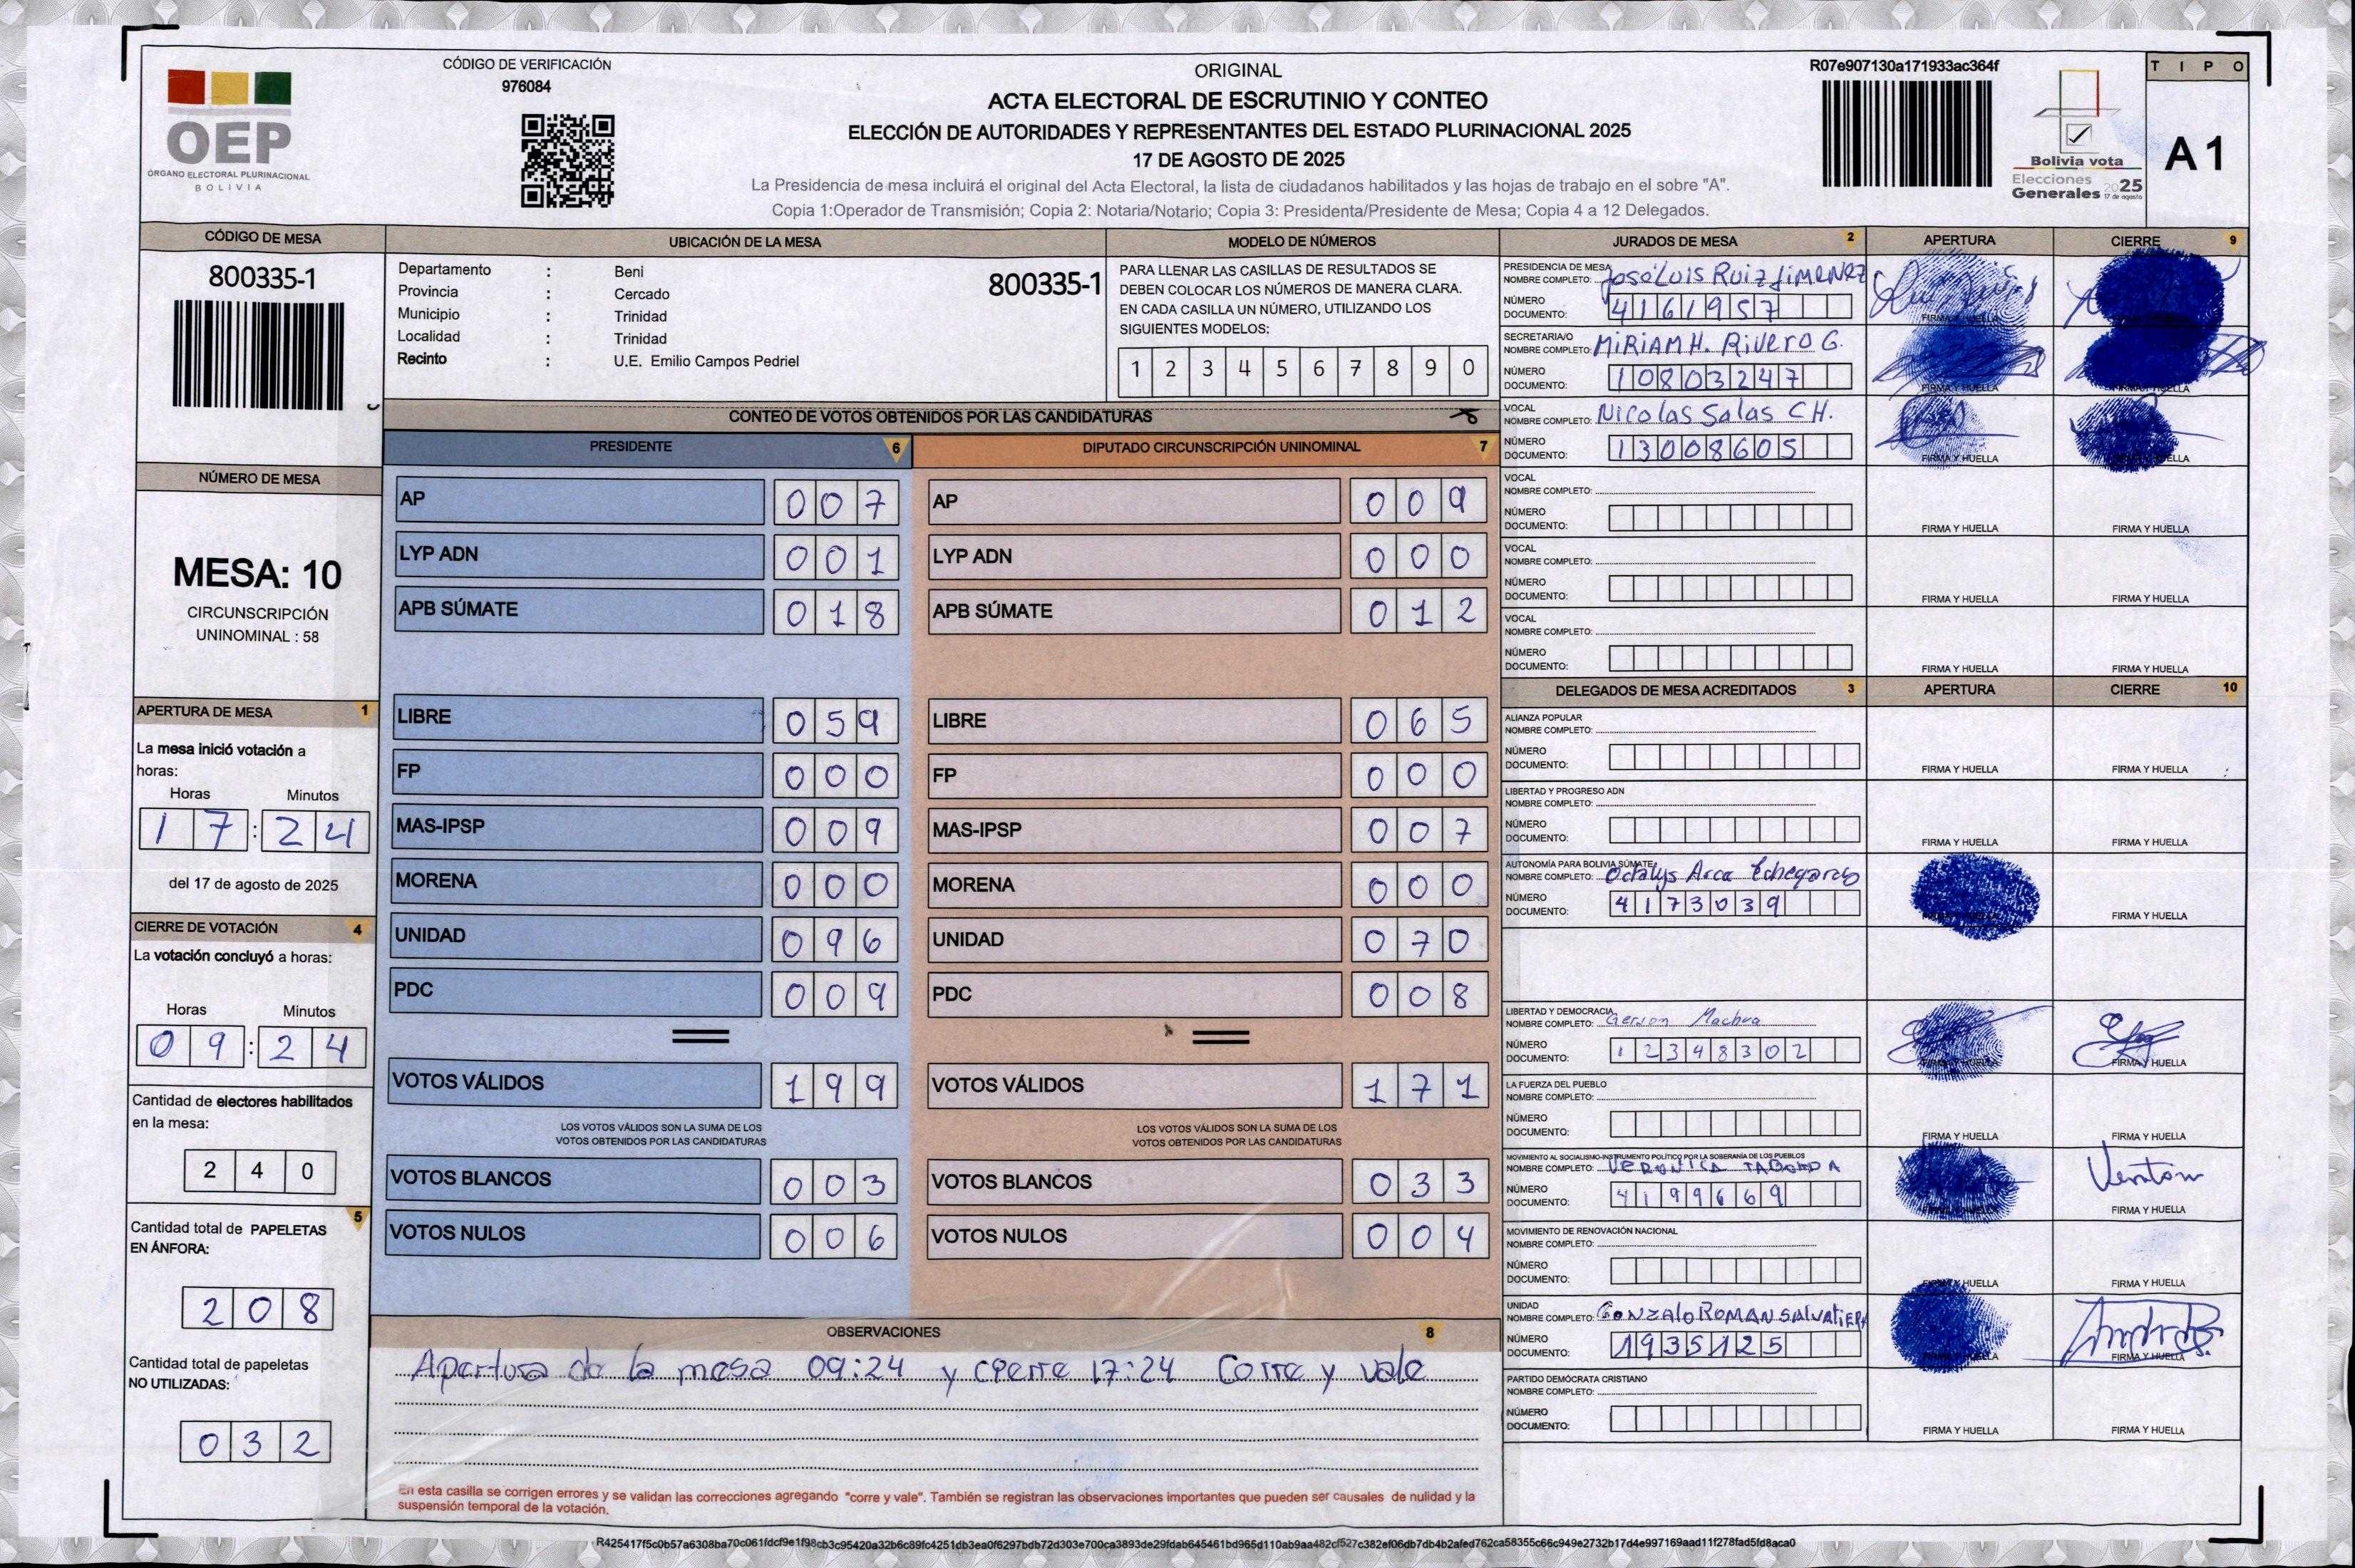 CÓDIGO DE VERIFICACIÓN
976084
OEP
ÓRGANO ELECTORAL PLURINACIONAL
BOLIVIA
ORIGINAL
ACTA ELECTORAL DE ESCRUTINIO Y CONTEO
ELECCIÓN DE AUTORIDADES Y REPRESENTANTES DEL ESTADO PLURINACIONAL 2025
17 DE AGOSTO DE 2025
La Presidencia de mesa incluirá el original del Acta Electoral, la lista de ciudadanos habilitados y las hojas de trabajo en el sobre "A".
Copia 1:Operador de Transmisión; Copia 2: Notaria/Notario; Copia 3: Presidenta/Presidente de Mesa; Copia 4 a 12 Delegados.
R07e907130a171933ac364f
Bolivia vota
Elecciones
Generales 2025
17 de agosto
TIPO
A1
CÓDIGO DE MESA
800335-1
NÚMERO DE MESA
MESA: 10
CIRCUNSCRIPCIÓN
UNINOMINAL : 58
APERTURA DE MESA 1
La mesa inició votación a
horas:
Horas Minutos
17:24
del 17 de agosto de 2025
CIERRE DE VOTACIÓN 4
La votación concluyó a horas:
Horas Minutos
09:24
Cantidad de electores habilitados
en la mesa:
240
Cantidad total de PAPELETAS 5
EN ÁNFORA:
208
Cantidad total de papeletas
NO UTILIZADAS:
032
UBICACIÓN DE LA MESA
Departamento : Beni
800335-1
Provincia : Cercado
Municipio : Trinidad
Localidad : Trinidad
Recinto : U.E. Emilio Campos Pedriel
MODELO DE NÚMEROS
PARA LLENAR LAS CASILLAS DE RESULTADOS SE
DEBEN COLOCAR LOS NÚMEROS DE MANERA CLARA.
EN CADA CASILLA UN NÚMERO, UTILIZANDO LOS
SIGUIENTES MODELOS:
1 2 3 4 5 6 7 8 9 0
CONTEO DE VOTOS OBTENIDOS POR LAS CANDIDATURAS
PRESIDENTE 6
AP 007
LYP ADN 001
APB SÚMATE 018
LIBRE 059
FP 000
MAS-IPSP 009
MORENA 000
UNIDAD 096
PDC 009
VOTOS VÁLIDOS 199
LOS VOTOS VÁLIDOS SON LA SUMA DE LOS
VOTOS OBTENIDOS POR LAS CANDIDATURAS
VOTOS BLANCOS 003
VOTOS NULOS 006
DIPUTADO CIRCUNSCRIPCIÓN UNINOMINAL 7
AP 009
LYP ADN 000
APB SÚMATE 012
LIBRE 065
FP 000
MAS-IPSP 007
MORENA 000
UNIDAD 070
PDC 008
VOTOS VÁLIDOS 171
LOS VOTOS VÁLIDOS SON LA SUMA DE LOS
VOTOS OBTENIDOS POR LAS CANDIDATURAS
VOTOS BLANCOS 033
VOTOS NULOS 004
OBSERVACIONES 8
Apertura de la mesa 09:24 y cierre 17:24 Corre y vale
En esta casilla se corrigen errores y se validan las correcciones agregando "corre y vale". También se registran las observaciones importantes que pueden ser causales de nulidad y la
suspensión temporal de la votación.
JURADOS DE MESA 2 APERTURA CIERRE 9
PRESIDENCIA DE MESA
NOMBRE COMPLETO: José Luis Ruiz Jimenez
NÚMERO
DOCUMENTO: 4161957
FIRMA Y HUELLA
SECRETARIA/O
NOMBRE COMPLETO: MIRIAM H. Rivero G.
NÚMERO
DOCUMENTO: 10803247
FIRMA Y HUELLA
VOCAL
NOMBRE COMPLETO: Nicolas Salas CH.
NÚMERO
DOCUMENTO: 13008605
FIRMA Y HUELLA
VOCAL
NOMBRE COMPLETO:
NÚMERO
DOCUMENTO:
FIRMA Y HUELLA FIRMA Y HUELLA
VOCAL
NOMBRE COMPLETO:
NÚMERO
DOCUMENTO:
FIRMA Y HUELLA FIRMA Y HUELLA
VOCAL
NOMBRE COMPLETO:
NÚMERO
DOCUMENTO:
FIRMA Y HUELLA FIRMA Y HUELLA
DELEGADOS DE MESA ACREDITADOS 3 APERTURA CIERRE 10
ALIANZA POPULAR
NOMBRE COMPLETO:
NÚMERO
DOCUMENTO:
FIRMA Y HUELLA FIRMA Y HUELLA
LIBERTAD Y PROGRESO ADN
NOMBRE COMPLETO:
NÚMERO
DOCUMENTO:
FIRMA Y HUELLA FIRMA Y HUELLA
AUTONOMÍA PARA BOLIVIA SÚMATE
NOMBRE COMPLETO: Arce
NÚMERO
DOCUMENTO: 4173039
FIRMA Y HUELLA
LIBERTAD Y DEMOCRACIA
NOMBRE COMPLETO: Gerson Machua
NÚMERO
DOCUMENTO: 12348302
FIRMA Y HUELLA FIRMA Y HUELLA
LA FUERZA DEL PUEBLO
NOMBRE COMPLETO:
NÚMERO
DOCUMENTO:
FIRMA Y HUELLA FIRMA Y HUELLA
MOVIMIENTO AL SOCIALISMO-INSTRUMENTO POLÍTICO POR LA SOBERANÍA DE LOS PUEBLOS
NOMBRE COMPLETO: VERONICA TABOADA
NÚMERO
DOCUMENTO: 4199669
FIRMA Y HUELLA FIRMA Y HUELLA
MOVIMIENTO DE RENOVACIÓN NACIONAL
NOMBRE COMPLETO:
NÚMERO
DOCUMENTO:
FIRMA Y HUELLA FIRMA Y HUELLA
UNIDAD
NOMBRE COMPLETO: GONZALO ROMAN SALVATIERA
NÚMERO
DOCUMENTO: 1935125
FIRMA Y HUELLA FIRMA Y HUELLA
PARTIDO DEMÓCRATA CRISTIANO
NOMBRE COMPLETO:
NÚMERO
DOCUMENTO:
FIRMA Y HUELLA FIRMA Y HUELLA